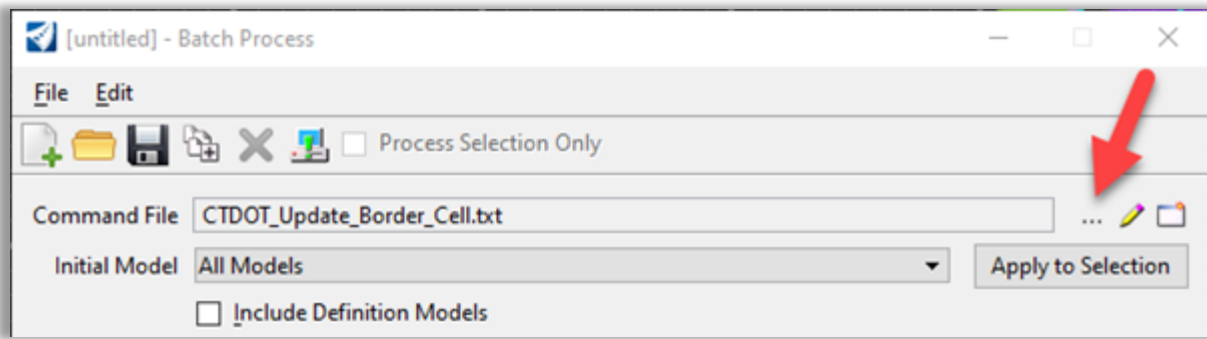 [untitled] - Batch Process
File Edit
Process Selection Only
Command File CTDOT_Update_Border_Cell.txt ...
Initial Model All Models Apply to Selection
Include Definition Models